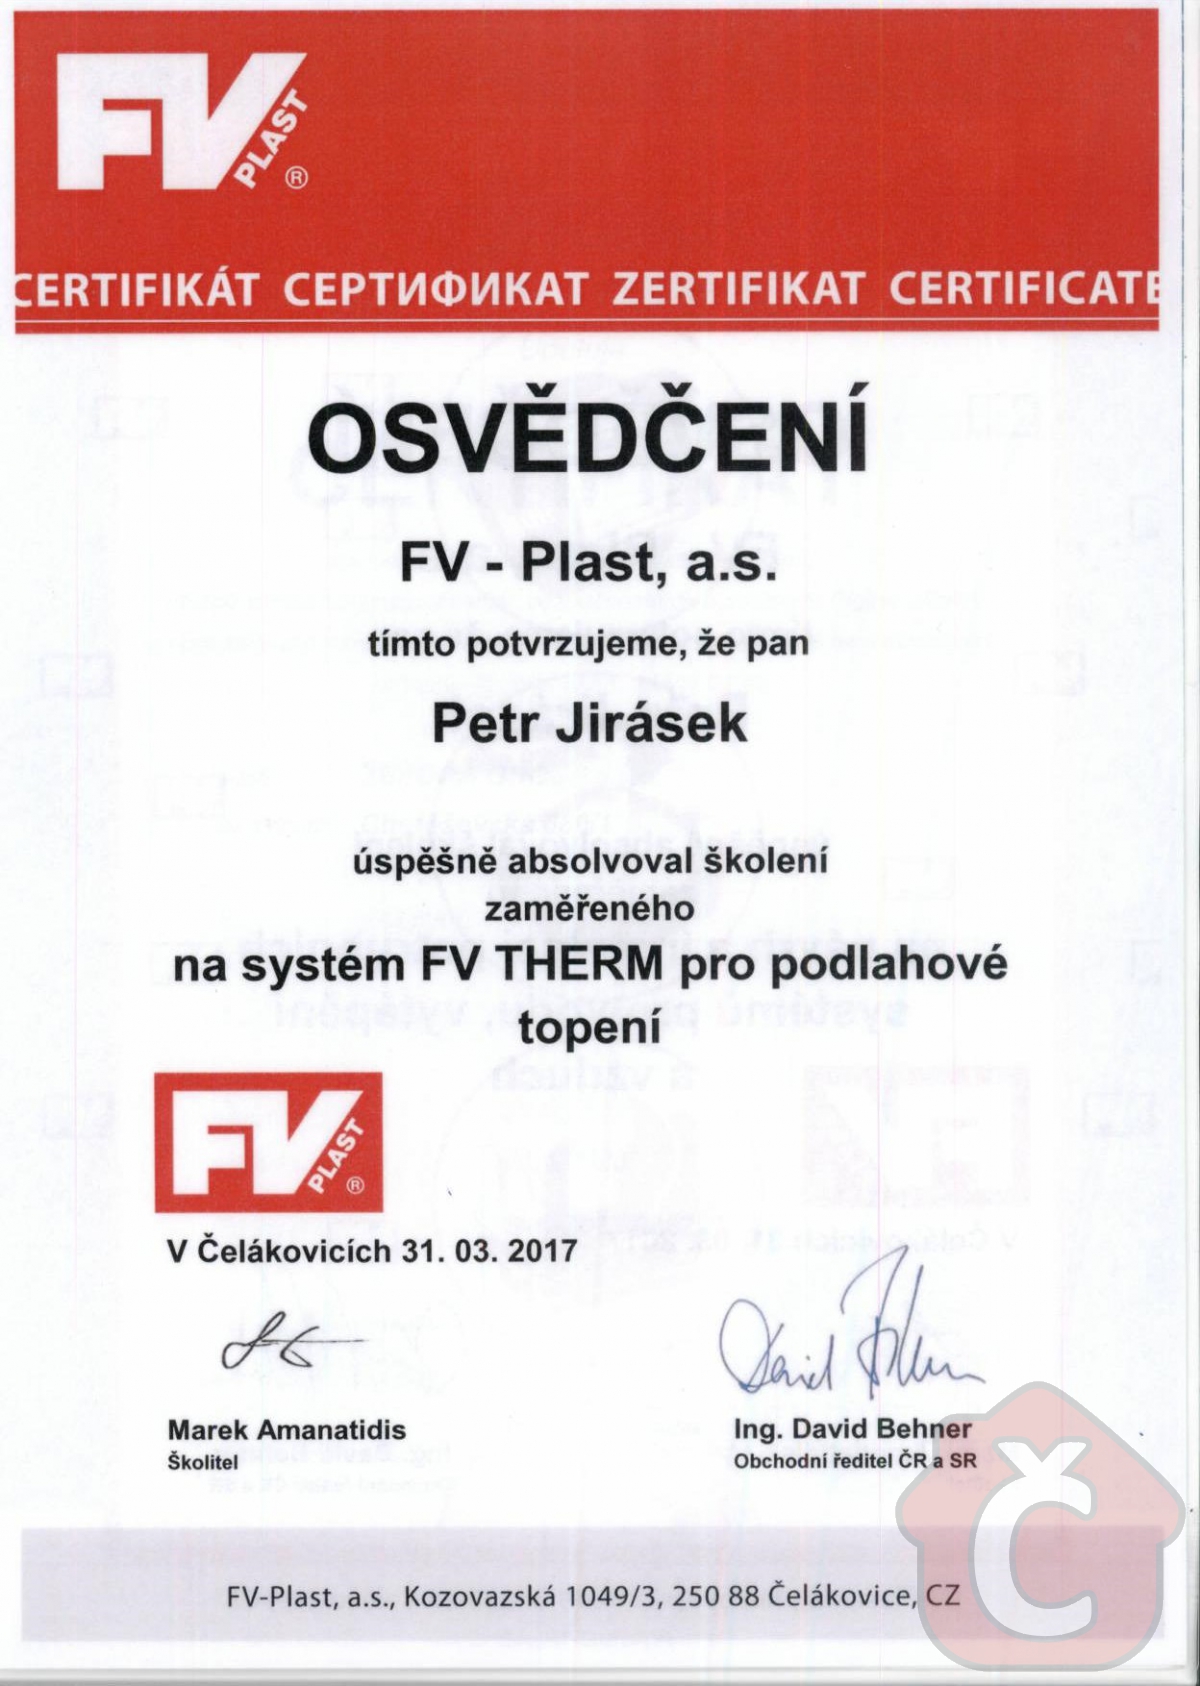 FV
PLAST
®
CERTIFIKÁT СЕРТИФИКАТ ZERTIFIKAT CERTIFICATE
OSVĚDČENÍ
FV - Plast, a.s.
tímto potvrzujeme, že pan
Petr Jirásek
úspěšně absolvoval školení
zaměřeného
na systém FV THERM pro podlahové
topení
FV
PLAST
®
V Čelákovicích 31. 03. 2017
Marek Amanatidis
Školitel
Ing. David Behner
Obchodní ředitel ČR a SR
FV-Plast, a.s., Kozovazská 1049/3, 250 88 Čelákovice, CZ
Č